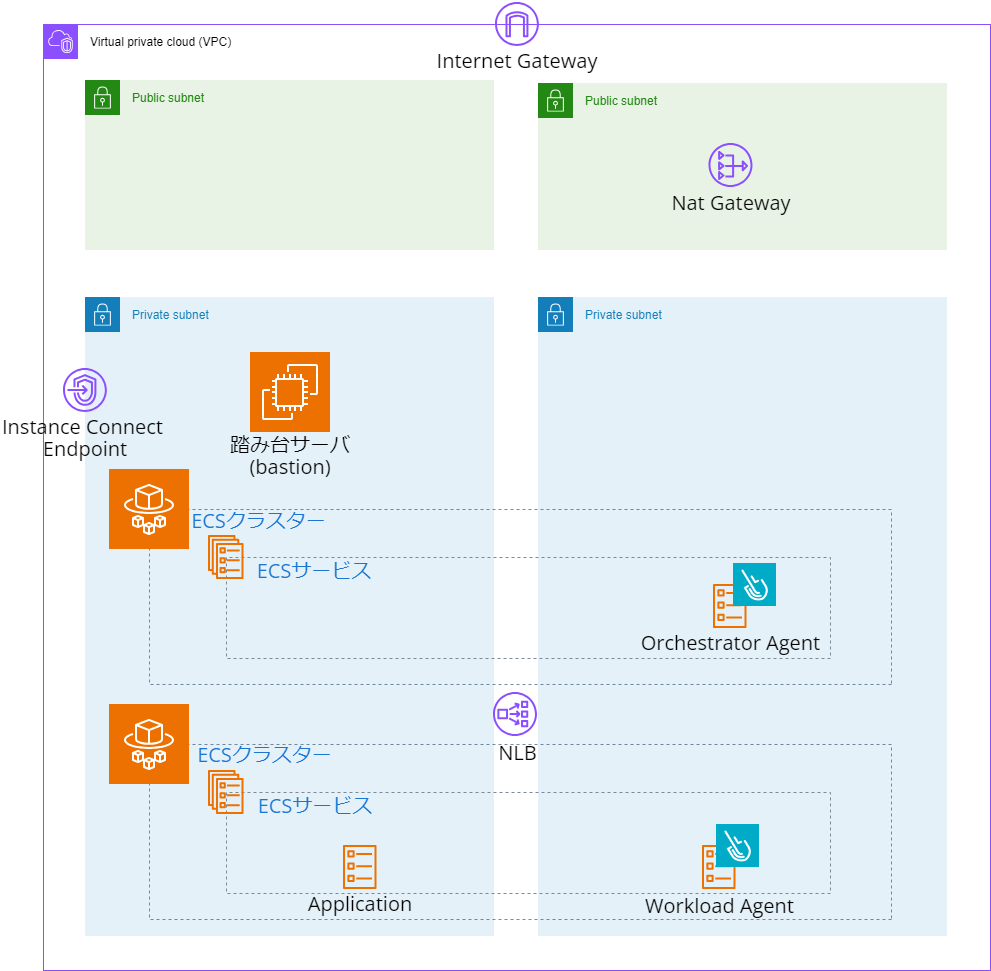 Virtual private cloud (VPC)
Internet Gateway
Public subnet
Public subnet
Nat Gateway
Private subnet
Private subnet
Instance Connect
Endpoint
踏み台サーバ
(bastion)
ECSクラスター
ECSサービス
Orchestrator Agent
NLB
ECSクラスター
ECSサービス
Application
Workload Agent